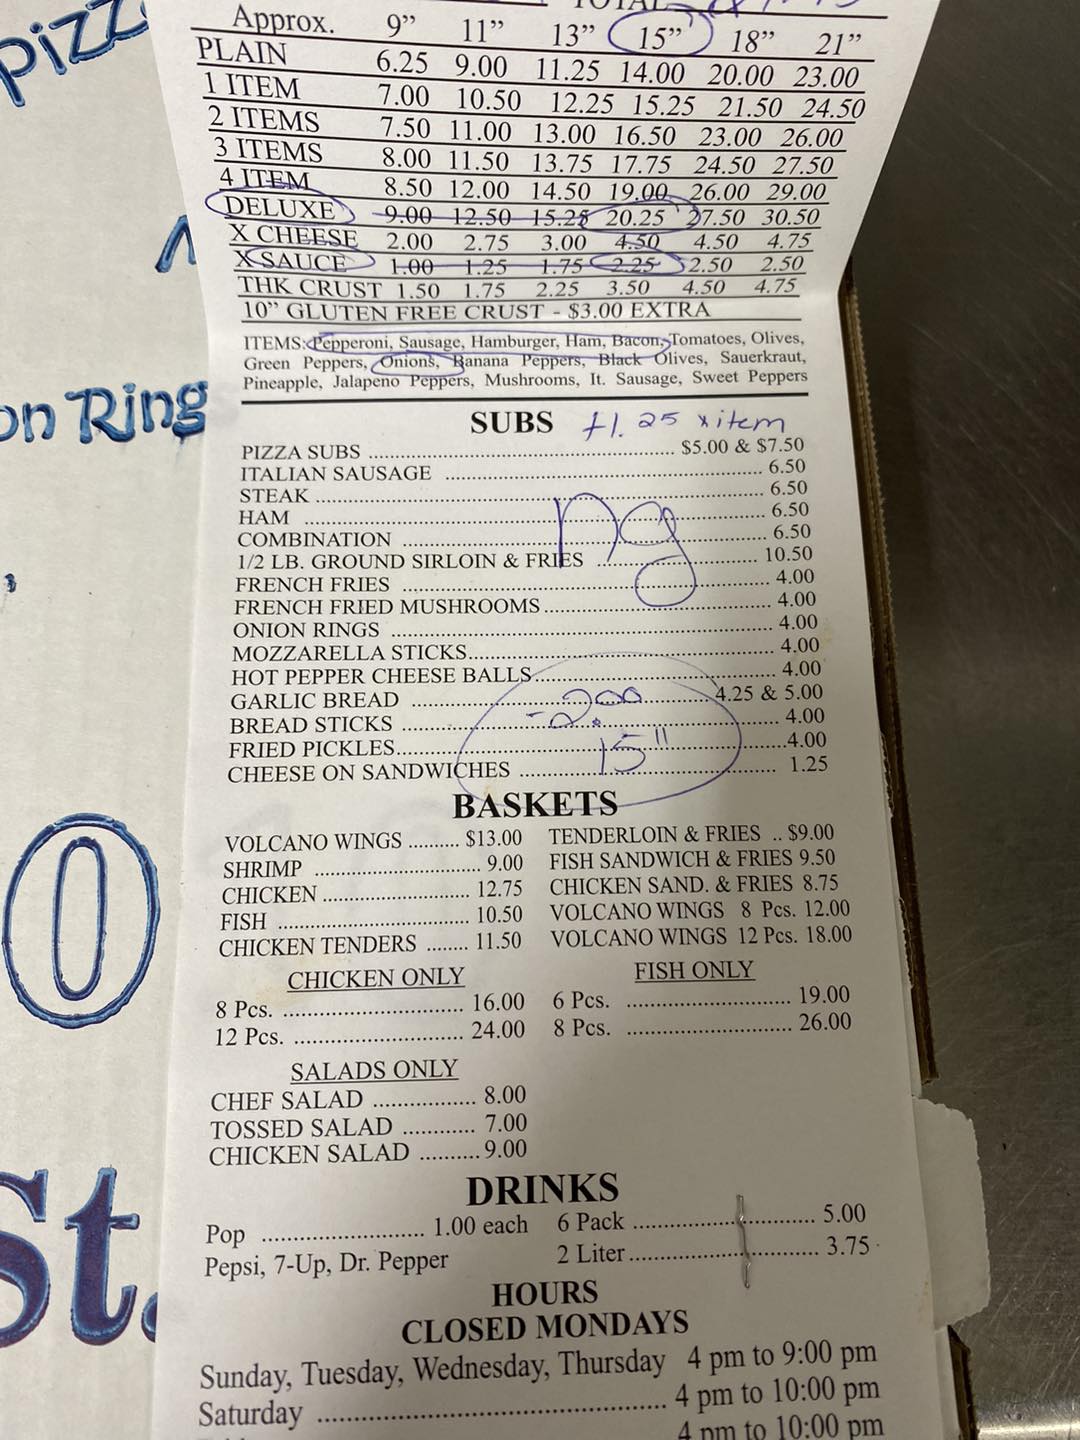 TOTAL
pizz
Approx. 9” 11” 13” 15” 18” 21”
PLAIN 6.25 9.00 11.25 14.00 20.00 23.00
1 ITEM 7.00 10.50 12.25 15.25 21.50 24.50
2 ITEMS 7.50 11.00 13.00 16.50 23.00 26.00
3 ITEMS 8.00 11.50 13.75 17.75 24.50 27.50
4 ITEM 8.50 12.00 14.50 19.00 26.00 29.00
DELUXE 9.00 12.50 15.25 20.25 27.50 30.50
X CHEESE 2.00 2.75 3.00 4.50 4.50 4.75
X SAUCE 1.00 1.25 1.75 2.25 2.50 2.50
THK CRUST 1.50 1.75 2.25 3.50 4.50 4.75
10” GLUTEN FREE CRUST - $3.00 EXTRA
ITEMS: Pepperoni, Sausage, Hamburger, Ham, Bacon, Tomatoes, Olives,
Green Peppers, Onions, Banana Peppers, Black Olives, Sauerkraut,
Pineapple, Jalapeno Peppers, Mushrooms, It. Sausage, Sweet Peppers
on Rings
SUBS +1.25 x item
PIZZA SUBS ........ $5.00 & $7.50
ITALIAN SAUSAGE ........ 6.50
STEAK ........ 6.50
HAM ........ 6.50
COMBINATION ........ 6.50
1/2 LB. GROUND SIRLOIN & FRIES ........ 10.50
FRENCH FRIES ........ 4.00
FRENCH FRIED MUSHROOMS ........ 4.00
ONION RINGS ........ 4.00
MOZZARELLA STICKS ........ 4.00
HOT PEPPER CHEESE BALLS ........ 4.00
GARLIC BREAD ........ 4.25 & 5.00
-2.00
BREAD STICKS ........ 4.00
FRIED PICKLES ........ 4.00
15"
CHEESE ON SANDWICHES ........ 1.25
BASKETS
VOLCANO WINGS ......... $13.00 TENDERLOIN & FRIES .. $9.00
SHRIMP ........ 9.00 FISH SANDWICH & FRIES 9.50
CHICKEN ........ 12.75 CHICKEN SAND. & FRIES 8.75
FISH ........ 10.50 VOLCANO WINGS 8 Pcs. 12.00
CHICKEN TENDERS ........ 11.50 VOLCANO WINGS 12 Pcs. 18.00
CHICKEN ONLY FISH ONLY
8 Pcs. ........ 16.00 6 Pcs. ........ 19.00
12 Pcs. ........ 24.00 8 Pcs. ........ 26.00
SALADS ONLY
CHEF SALAD ........ 8.00
TOSSED SALAD ........ 7.00
CHICKEN SALAD .......... 9.00
St.
DRINKS
Pop ........ 1.00 each 6 Pack ........ 5.00
Pepsi, 7-Up, Dr. Pepper 2 Liter ........ 3.75
HOURS
CLOSED MONDAYS
Sunday, Tuesday, Wednesday, Thursday 4 pm to 9:00 pm
Saturday ........ 4 pm to 10:00 pm
4 pm to 10:00 pm